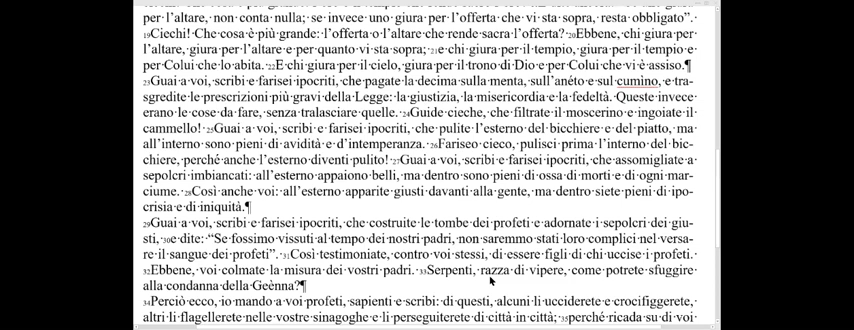 per l'altare, non conta nulla; se invece uno giura per l'offerta che vi sta sopra, resta obbligato”.
19Ciechi! Che cosa è più grande: l'offerta o l'altare che rende sacra l'offerta? 20Ebbene, chi giura per
l'altare, giura per l'altare e per quanto vi sta sopra; 21e chi giura per il tempio, giura per il tempio e
per Colui che lo abita. 22E chi giura per il cielo, giura per il trono di Dio e per Colui che vi è assiso.¶
23Guai a voi, scribi e farisei ipocriti, che pagate la decima sulla menta, sull'anéto e sul cumìno, e tra-
sgredite le prescrizioni più gravi della Legge: la giustizia, la misericordia e la fedeltà. Queste invece
erano le cose da fare, senza tralasciare quelle. 24Guide cieche, che filtrate il moscerino e ingoiate il
cammello! 25Guai a voi, scribi e farisei ipocriti, che pulite l'esterno del bicchiere e del piatto, ma
all'interno sono pieni di avidità e d'intemperanza. 26Fariseo cieco, pulisci prima l'interno del bic-
chiere, perché anche l'esterno diventi pulito! 27Guai a voi, scribi e farisei ipocriti, che assomigliate a
sepolcri imbiancati: all'esterno appaiono belli, ma dentro sono pieni di ossa di morti e di ogni mar-
ciume. 28Così anche voi: all'esterno apparite giusti davanti alla gente, ma dentro siete pieni di ipo-
crisia e di iniquità.¶
29Guai a voi, scribi e farisei ipocriti, che costruite le tombe dei profeti e adornate i sepolcri dei giu-
sti, 30e dite: “Se fossimo vissuti al tempo dei nostri padri, non saremmo stati loro complici nel versa-
re il sangue dei profeti”. 31Così testimoniate, contro voi stessi, di essere figli di chi uccise i profeti.
32Ebbene, voi colmate la misura dei vostri padri. 33Serpenti, razza di vipere, come potrete sfuggire
alla condanna della Geènna?¶
34Perciò ecco, io mando a voi profeti, sapienti e scribi: di questi, alcuni li ucciderete e crocifiggerete,
altri li flagellerete nelle vostre sinagoghe e li perseguiterete di città in città; 35perché ricada su di voi